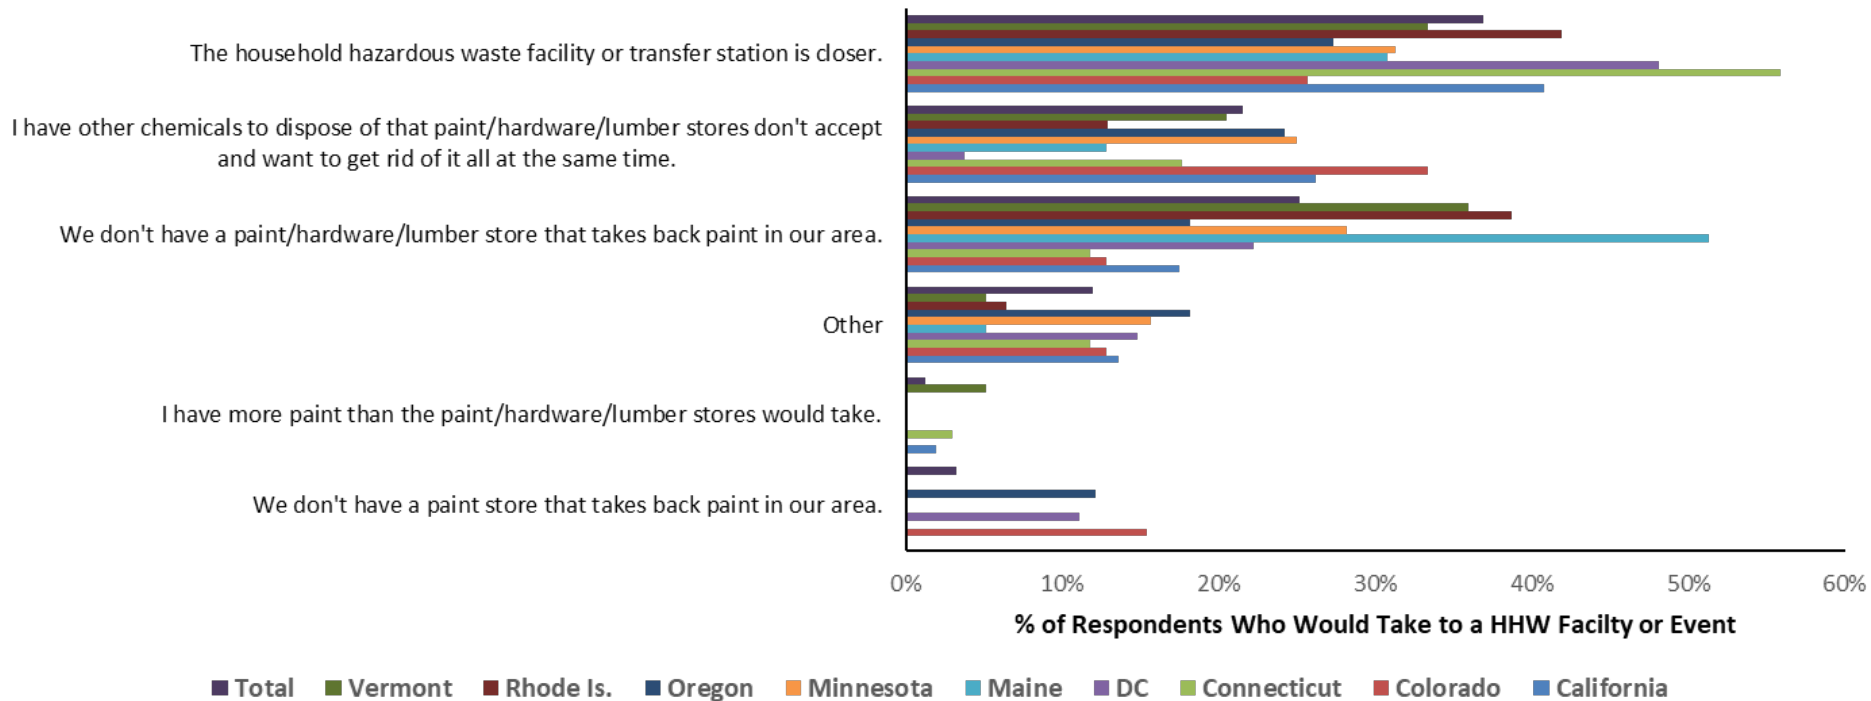 The household hazardous waste facility or transfer station is closer.
I have other chemicals to dispose of that paint/hardware/lumber stores don't accept
and want to get rid of it all at the same time.
We don't have a paint/hardware/lumber store that takes back paint in our area.
Other
I have more paint than the paint/hardware/lumber stores would take.
We don't have a paint store that takes back paint in our area.
0% 10% 20% 30% 40% 50% 60%
% of Respondents Who Would Take to a HHW Facilty or Event
Total Vermont Rhode Is. Oregon Minnesota Maine DC Connecticut Colorado California